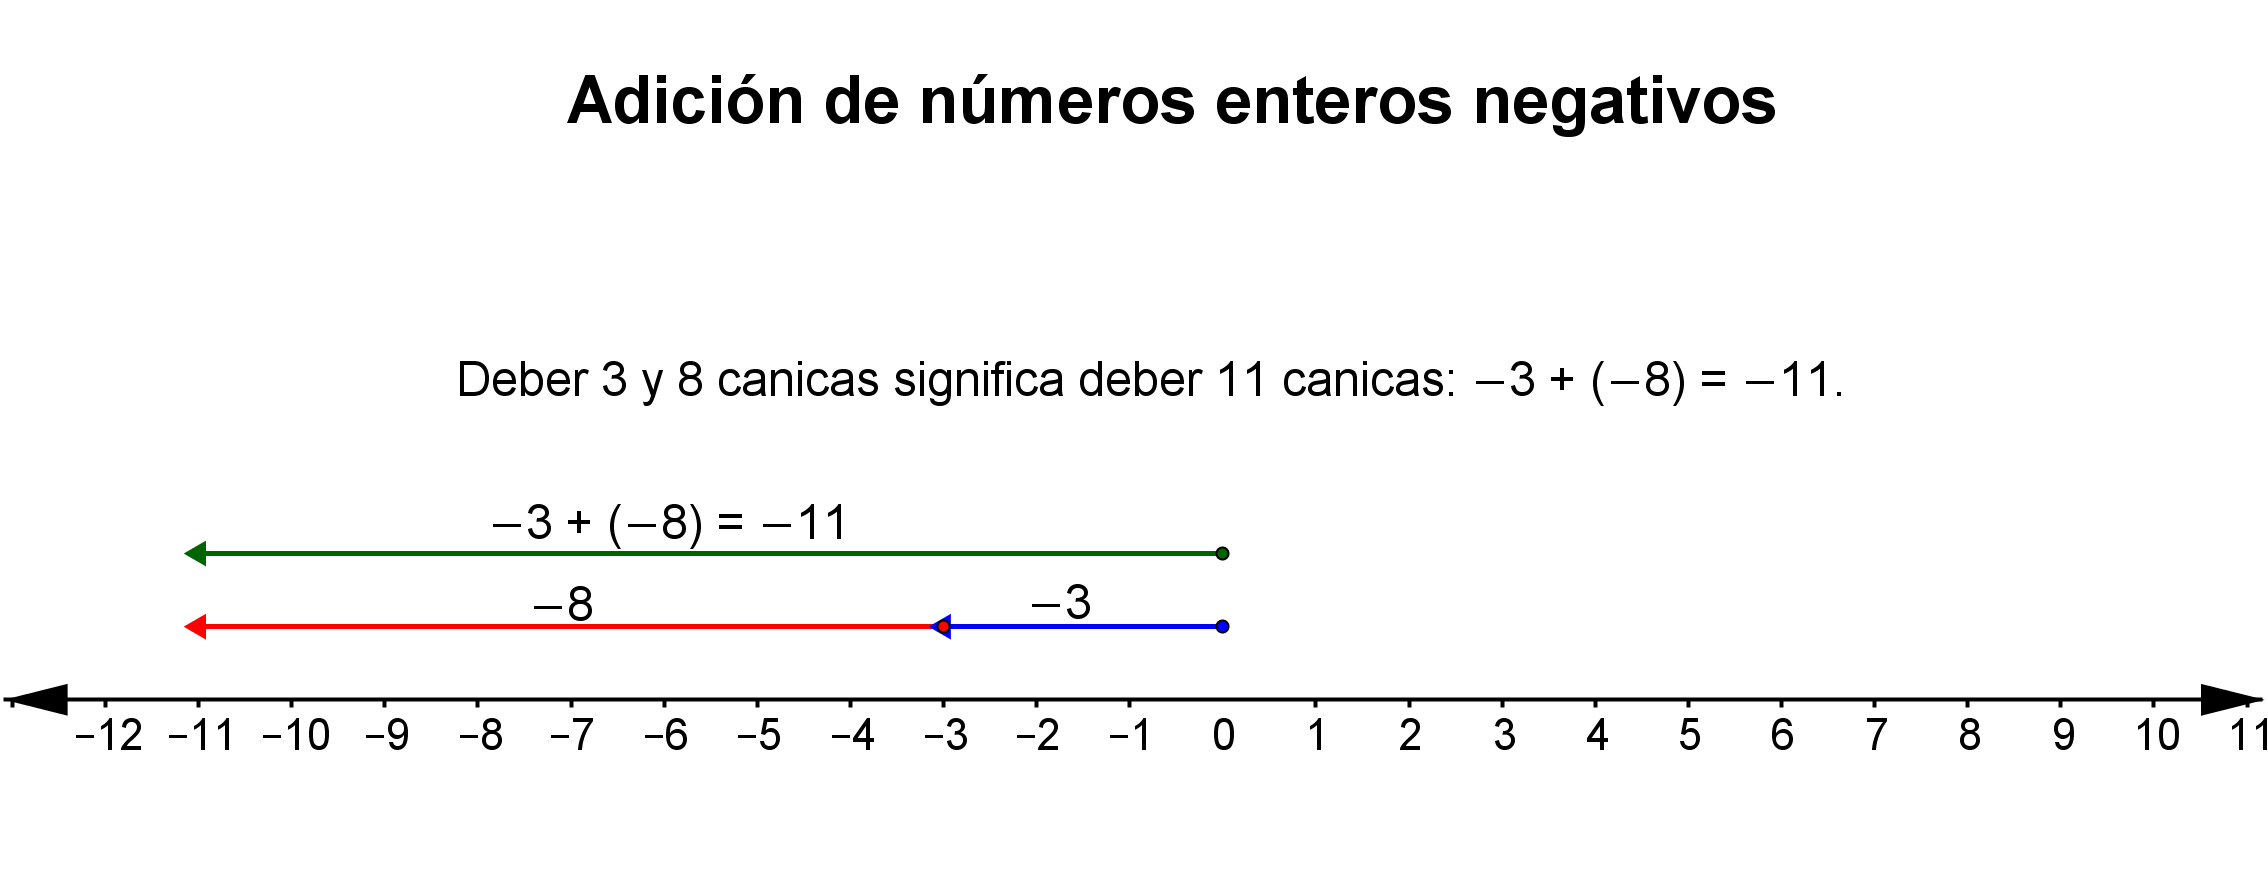 Adición de números enteros negativos
Deber 3 y 8 canicas significa deber 11 canicas: −3 + (−8) = −11.
−3 + (−8) = −11
−8 −3
−12 −11 −10 −9 −8 −7 −6 −5 −4 −3 −2 −1 0 1 2 3 4 5 6 7 8 9 10 11